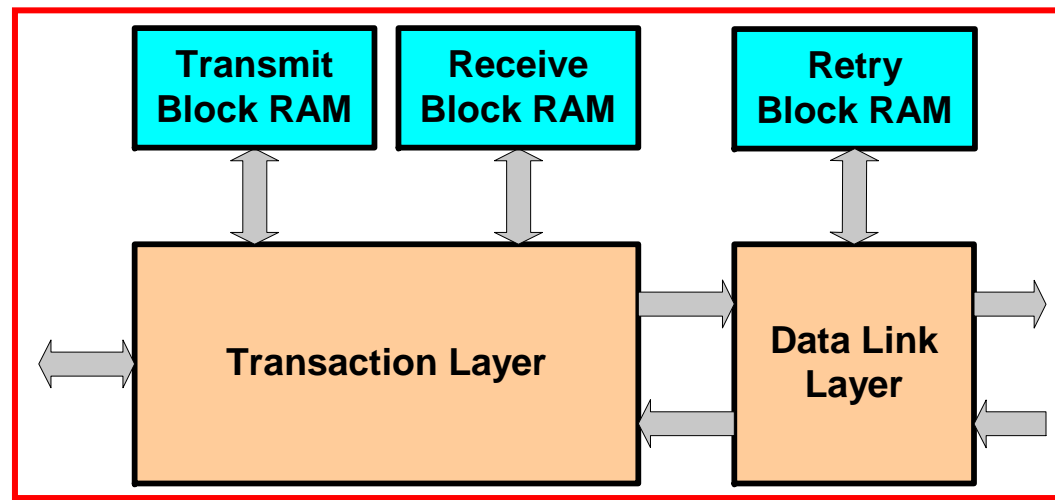 Transmit
Block RAM
Receive
Block RAM
Retry
Block RAM
Transaction Layer
Data Link
Layer